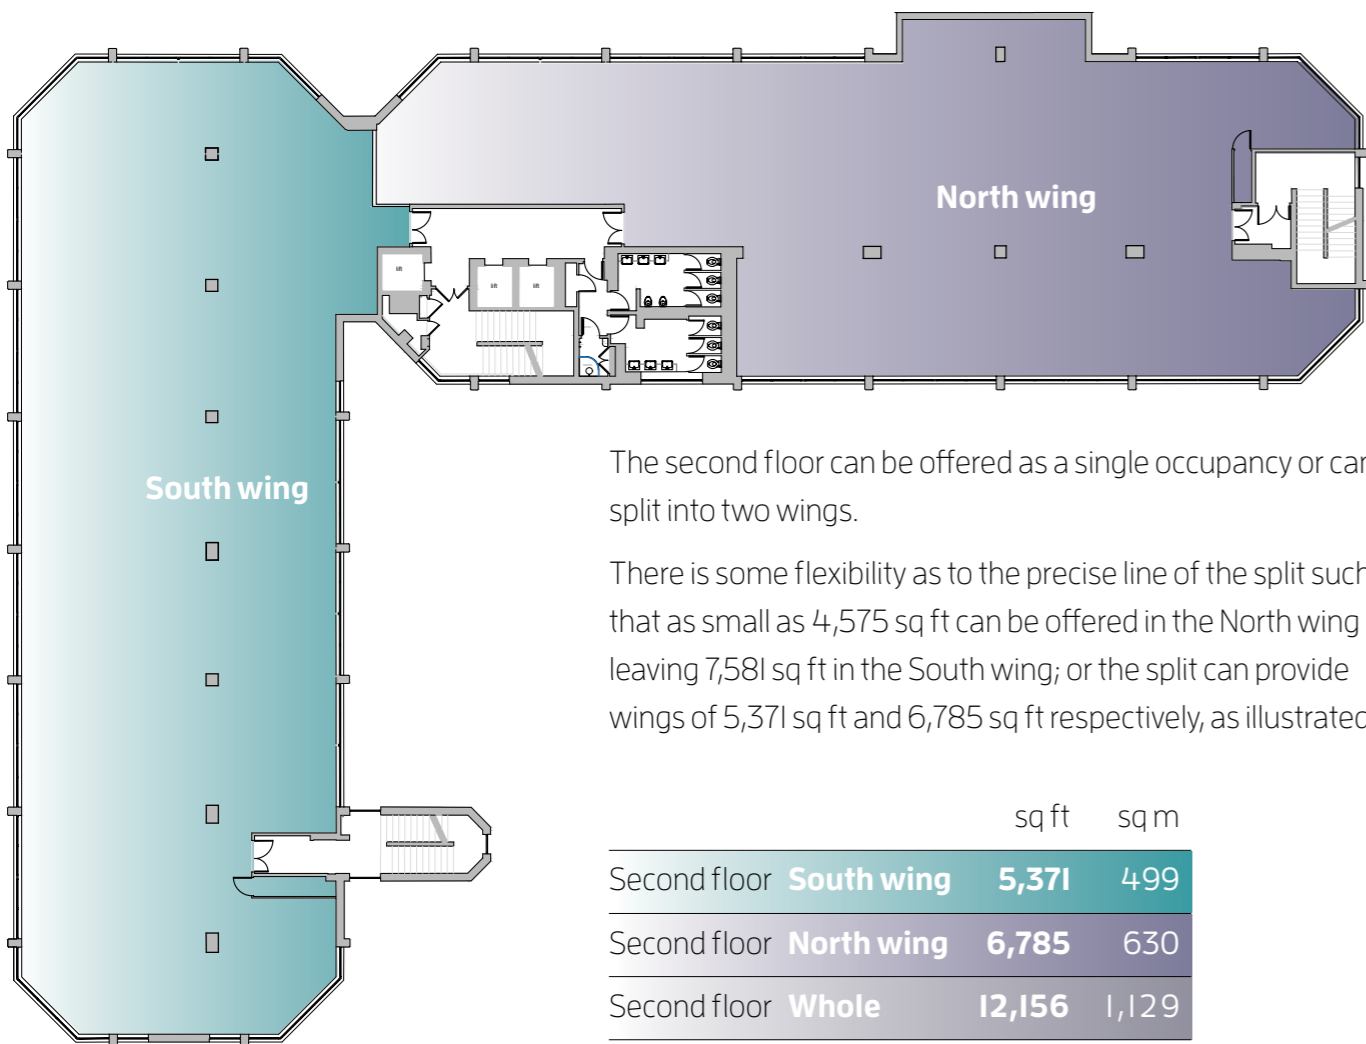 North wing
lift
lift
lift
South wing
The second floor can be offered as a single occupancy or can
split into two wings.
There is some flexibility as to the precise line of the split such
that as small as 4,575 sq ft can be offered in the North wing
leaving 7,581 sq ft in the South wing; or the split can provide
wings of 5,371 sq ft and 6,785 sq ft respectively, as illustrated
sq ft sq m
Second floor South wing 5,371 499
Second floor North wing 6,785 630
Second floor Whole 12,156 1,129